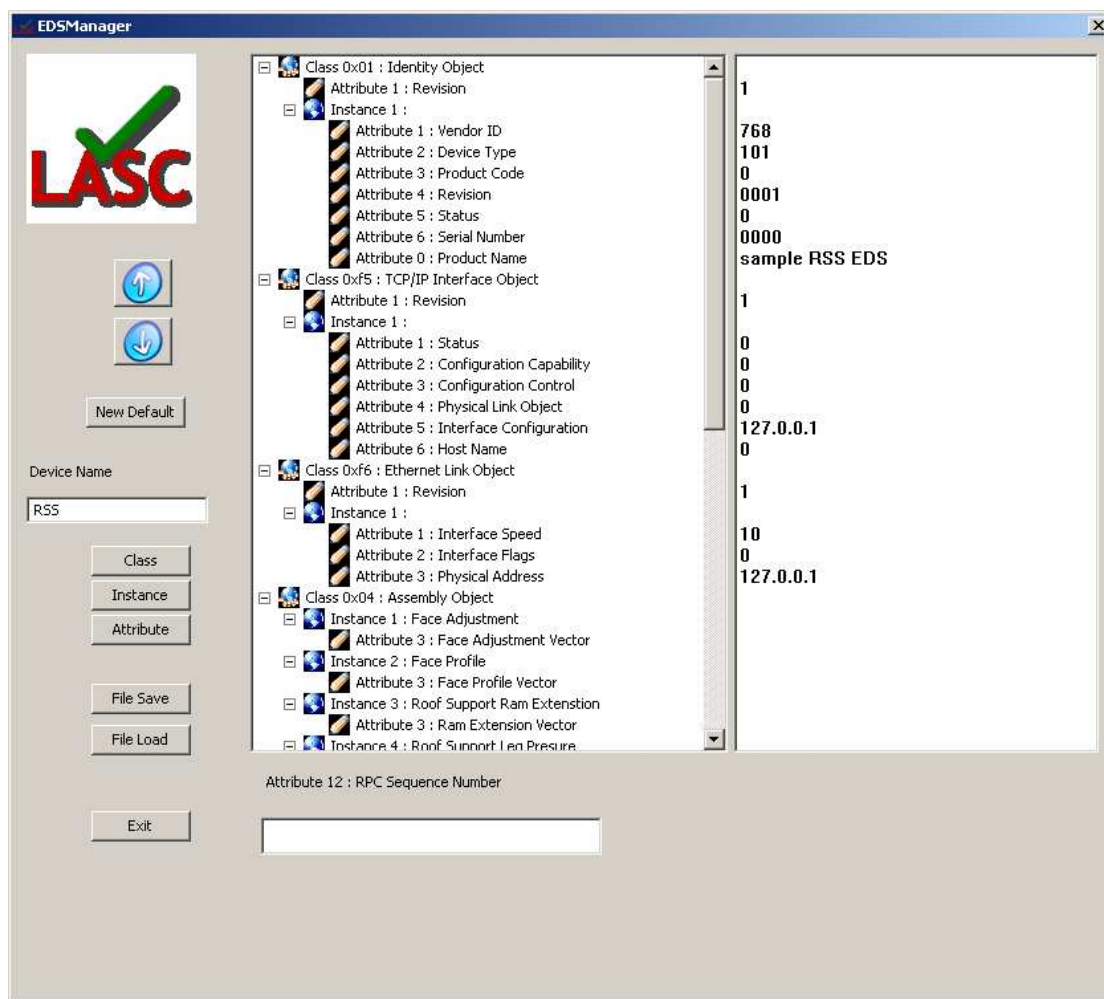 EDSManager
LASC
New Default
Device Name
RSS
Class
Instance
Attribute
File Save
File Load
Exit
Class 0x01 : Identity Object
Attribute 1 : Revision 1
Instance 1 :
Attribute 1 : Vendor ID 768
Attribute 2 : Device Type 101
Attribute 3 : Product Code 0
Attribute 4 : Revision 0001
Attribute 5 : Status 0
Attribute 6 : Serial Number 0000
Attribute 0 : Product Name sample RSS EDS
Class 0xf5 : TCP/IP Interface Object
Attribute 1 : Revision 1
Instance 1 :
Attribute 1 : Status 0
Attribute 2 : Configuration Capability 0
Attribute 3 : Configuration Control 0
Attribute 4 : Physical Link Object 0
Attribute 5 : Interface Configuration 127.0.0.1
Attribute 6 : Host Name 0
Class 0xf6 : Ethernet Link Object
Attribute 1 : Revision 1
Instance 1 :
Attribute 1 : Interface Speed 10
Attribute 2 : Interface Flags 0
Attribute 3 : Physical Address 127.0.0.1
Class 0x04 : Assembly Object
Instance 1 : Face Adjustment
Attribute 3 : Face Adjustment Vector
Instance 2 : Face Profile
Attribute 3 : Face Profile Vector
Instance 3 : Roof Support Ram Extenstion
Attribute 3 : Ram Extension Vector
Instance 4 : Roof Support Leg Presure
Attribute 12 : RPC Sequence Number